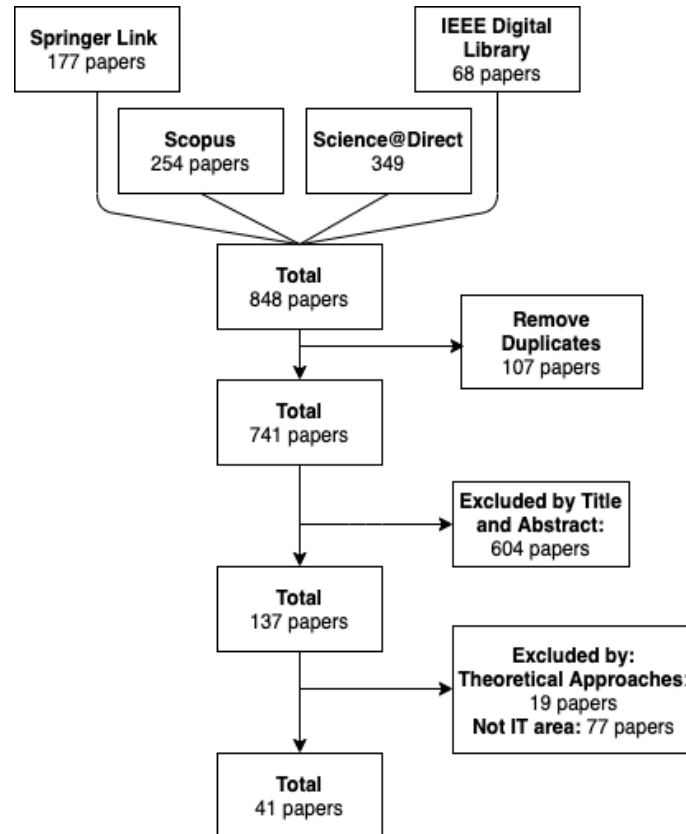 Springer Link
177 papers
IEEE Digital
Library
68 papers
Scopus
254 papers
Science@Direct
349
Total
848 papers
Remove
Duplicates
107 papers
Total
741 papers
Excluded by Title
and Abstract:
604 papers
Total
137 papers
Excluded by:
Theoretical Approaches:
19 papers
Not IT area: 77 papers
Total
41 papers